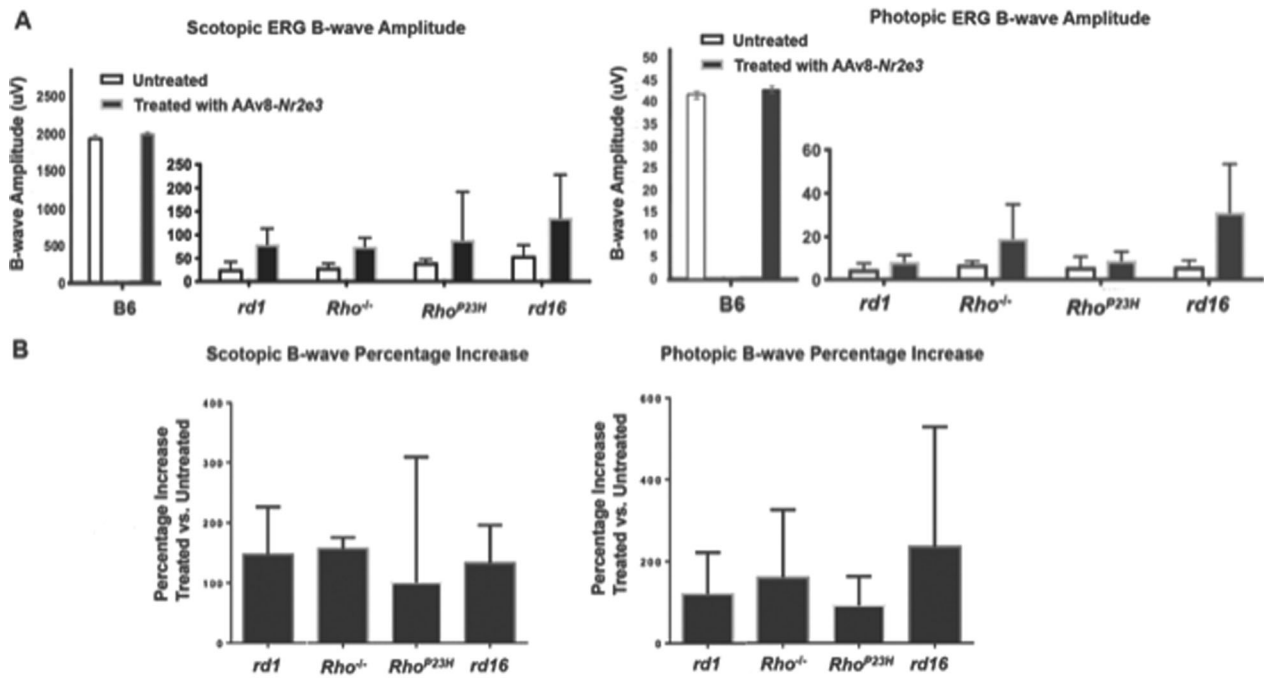 A
Scotopic ERG B-wave Amplitude
Untreated
Treated with AAv8-Nr2e3
B-wave Amplitude (uV)
2500
2000
1500
1000
500
0
B6
250
200
150
100
50
0
rd1
Rho-/-
RhoP23H
rd16
Photopic ERG B-wave Amplitude
Untreated
Treated with AAv8-Nr2e3
B-wave Amplitude (uV)
50
45
40
35
30
25
20
15
10
5
0
B6
60
40
20
0
rd1
Rho-/-
RhoP23H
rd16
B
Scotopic B-wave Percentage Increase
Percentage Increase
Treated vs. Untreated
400
300
200
100
0
rd1
Rho-/-
RhoP23H
rd16
Photopic B-wave Percentage Increase
Percentage Increase
Treated vs. Untreated
600
400
200
0
rd1
Rho-/-
RhoP23H
rd16